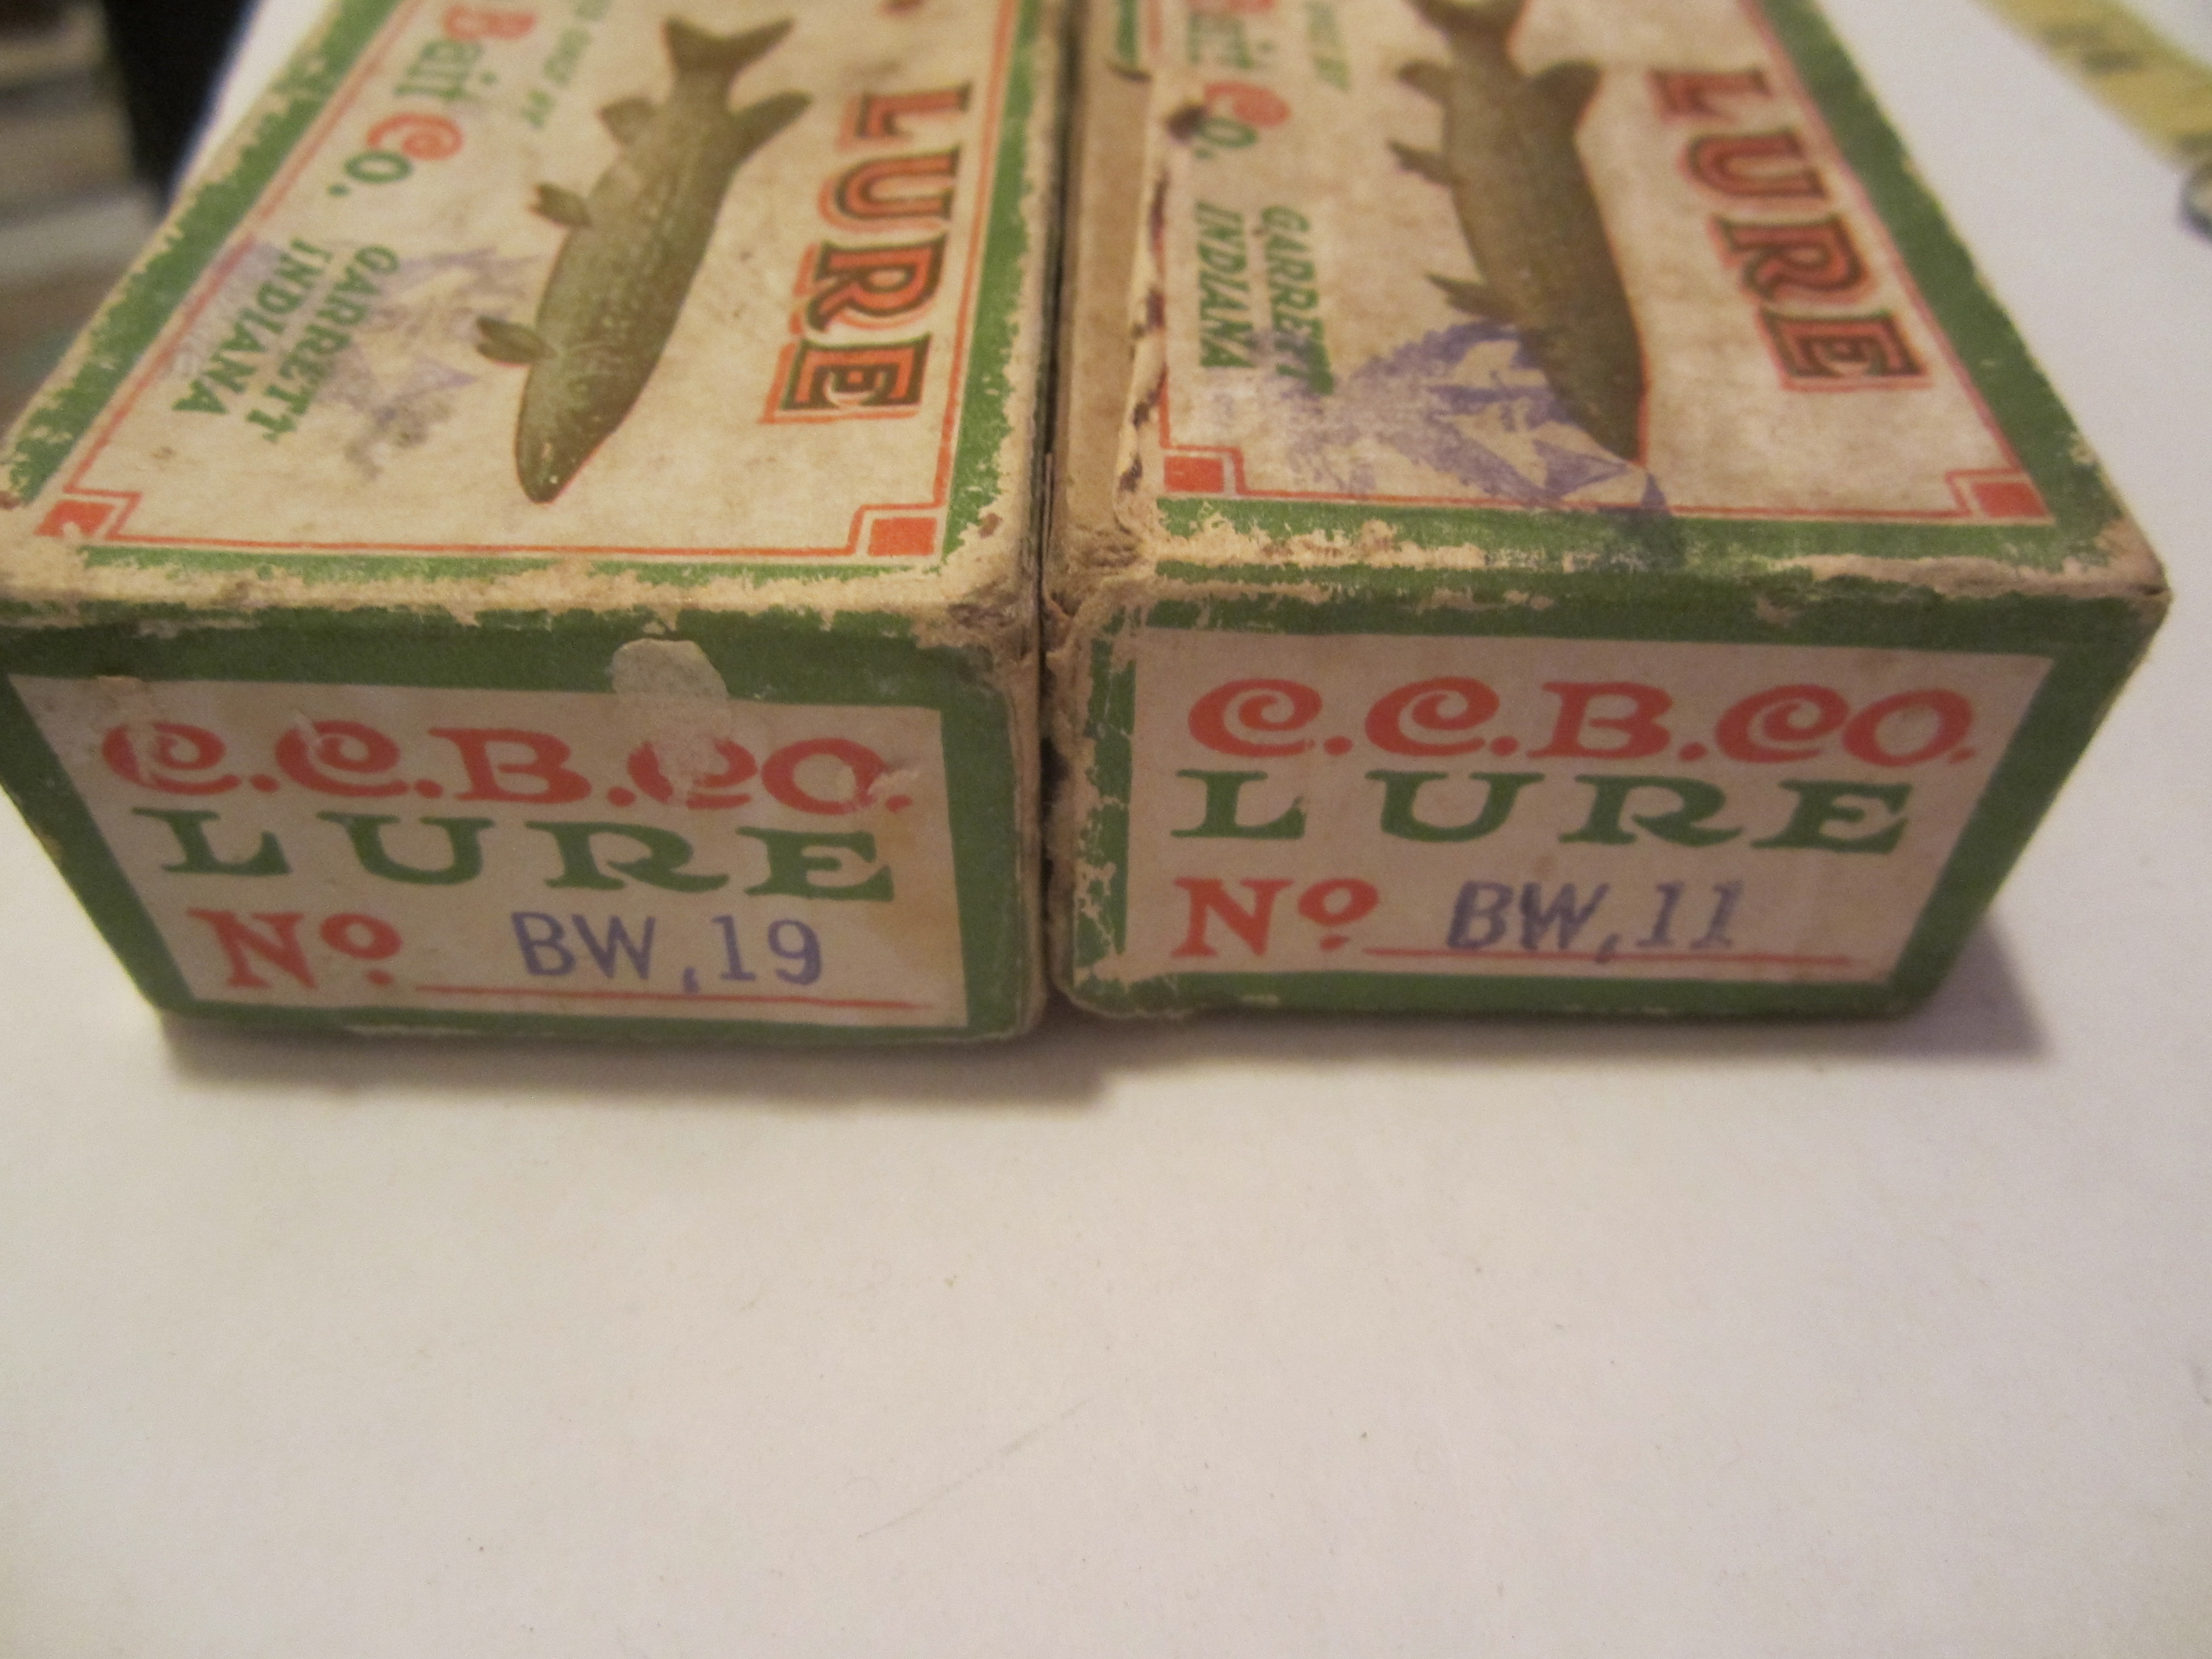 LURE
Bait Co.
GARRETT
INDIANA
C.C.B.CO.
LURE
No. BW,19
LURE
Co.
GARRETT
INDIANA
C.C.B.CO.
LURE
No. BW,11